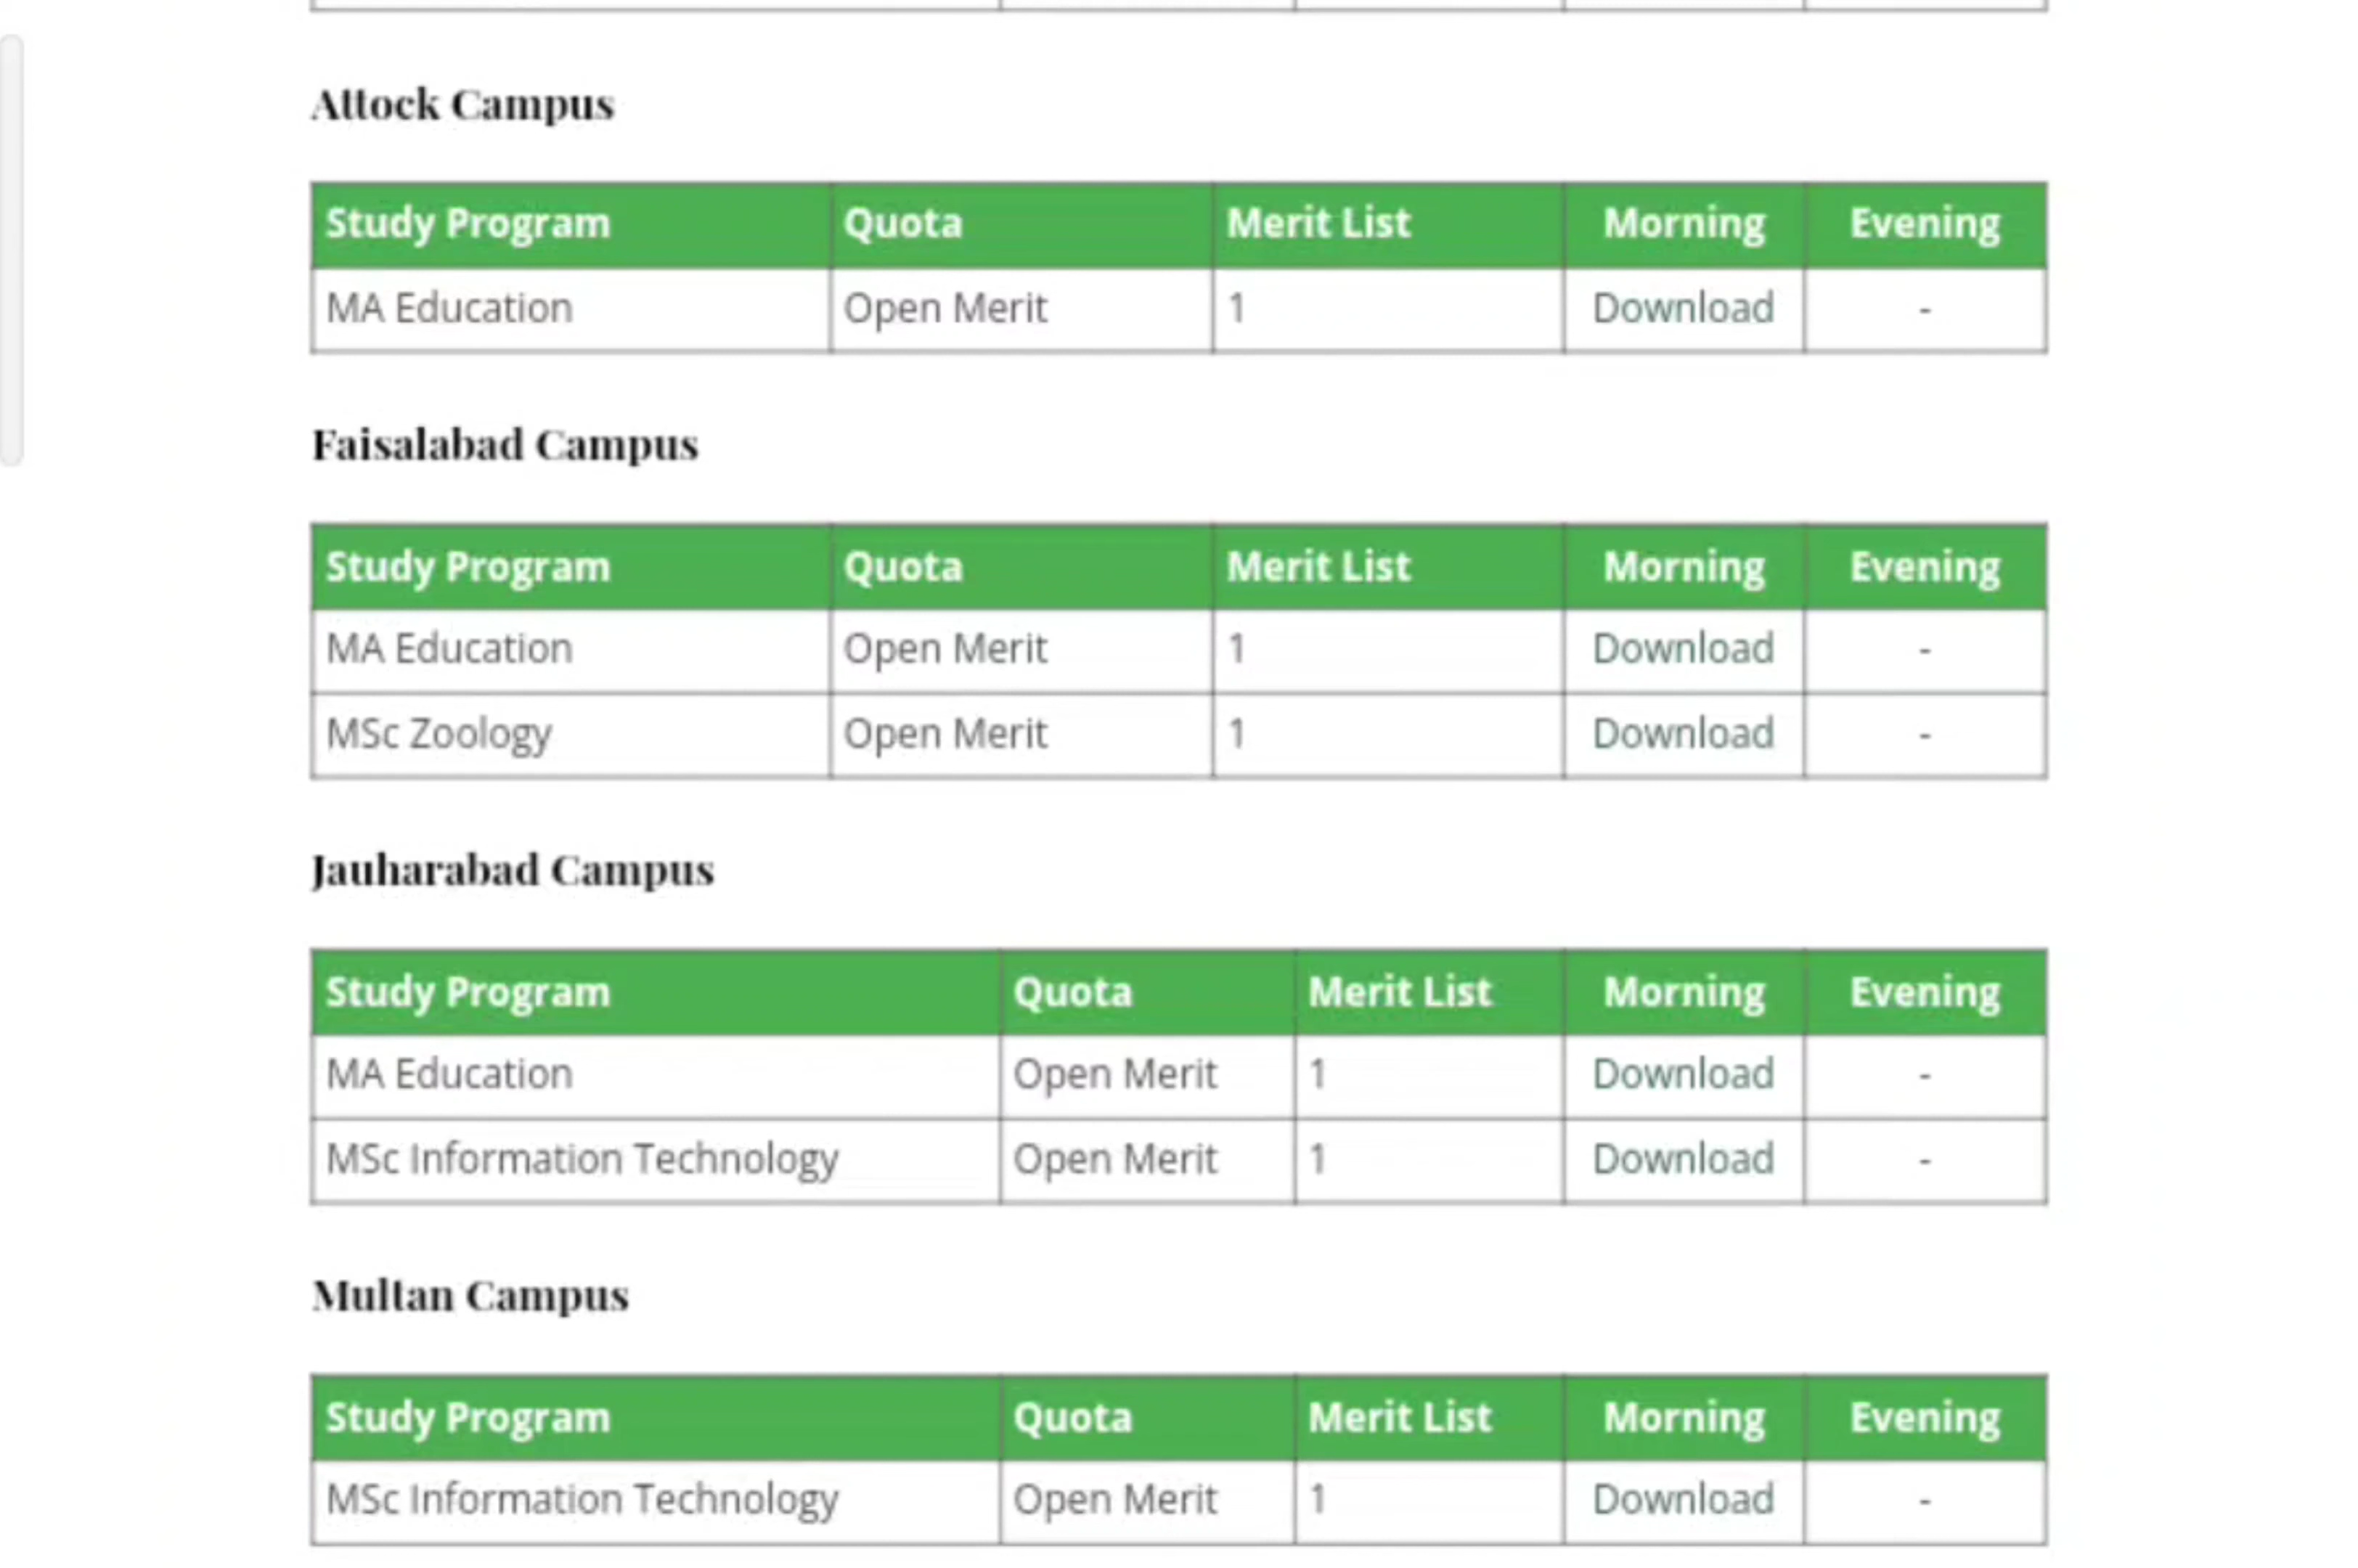 Attock Campus
Study Program Quota Merit List Morning Evening
MA Education Open Merit 1 Download -
Faisalabad Campus
Study Program Quota Merit List Morning Evening
MA Education Open Merit 1 Download -
MSc Zoology Open Merit 1 Download -
Jauharabad Campus
Study Program Quota Merit List Morning Evening
MA Education Open Merit 1 Download -
MSc Information Technology Open Merit 1 Download -
Multan Campus
Study Program Quota Merit List Morning Evening
MSc Information Technology Open Merit 1 Download -